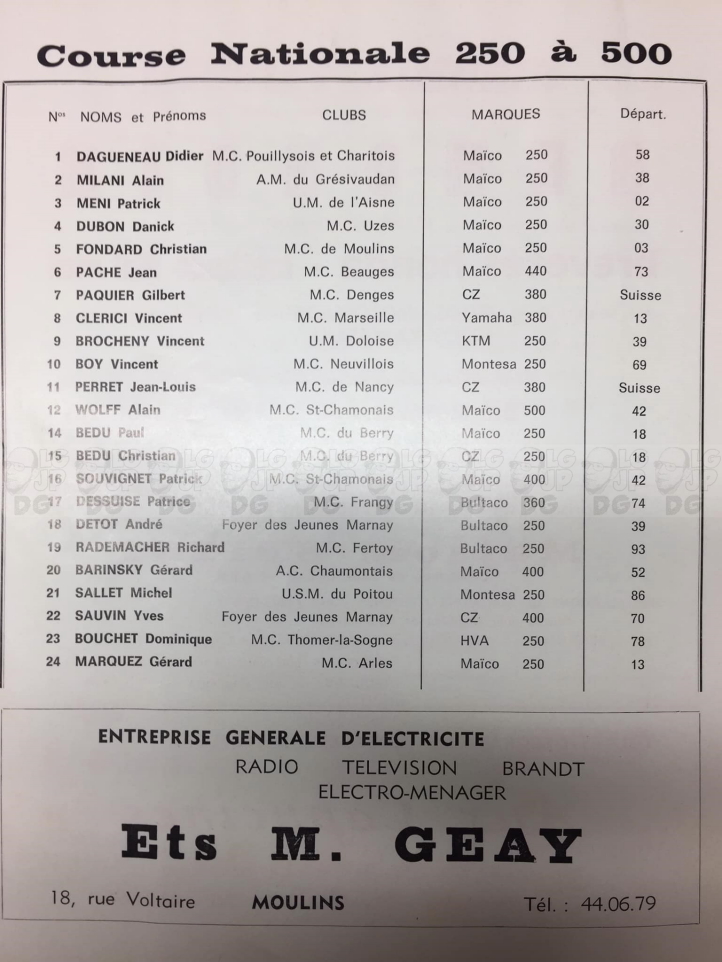 Course Nationale 250 à 500
Nos NOMS et Prénoms CLUBS MARQUES Départ.
1 DAGUENEAU Didier M.C. Pouillysois et Charitois Maïco 250 58
2 MILANI Alain A.M. du Grésivaudan Maïco 250 38
3 MENI Patrick U.M. de l'Aisne Maïco 250 02
4 DUBON Danick M.C. Uzes Maïco 250 30
5 FONDARD Christian M.C. de Moulins Maïco 250 03
6 PACHE Jean M.C. Beauges Maïco 440 73
7 PAQUIER Gilbert M.C. Denges CZ 380 Suisse
8 CLERICI Vincent M.C. Marseille Yamaha 380 13
9 BROCHENY Vincent U.M. Doloise KTM 250 39
10 BOY Vincent M.C. Neuvillois Montesa 250 69
11 PERRET Jean-Louis M.C. de Nancy CZ 380 Suisse
12 WOLFF Alain M.C. St-Chamonais Maïco 500 42
14 BEDU Paul M.C. du Berry Maïco 250 18
15 BEDU Christian M.C. du Berry CZ 250 18
16 SOUVIGNET Patrick M.C. St-Chamonais Maïco 400 42
17 DESSUISE Patrice M.C. Frangy Bultaco 360 74
18 DETOT André Foyer des Jeunes Marnay Bultaco 250 39
19 RADEMACHER Richard M.C. Fertoy Bultaco 250 93
20 BARINSKY Gérard A.C. Chaumontais Maïco 400 52
21 SALLET Michel U.S.M. du Poitou Montesa 250 86
22 SAUVIN Yves Foyer des Jeunes Marnay CZ 400 70
23 BOUCHET Dominique M.C. Thomer-la-Sogne HVA 250 78
24 MARQUEZ Gérard M.C. Arles Maïco 250 13
ENTREPRISE GENERALE D'ELECTRICITE
RADIO TELEVISION BRANDT
ELECTRO-MENAGER
Ets M. GEAY
18, rue Voltaire MOULINS Tél. : 44.06.79